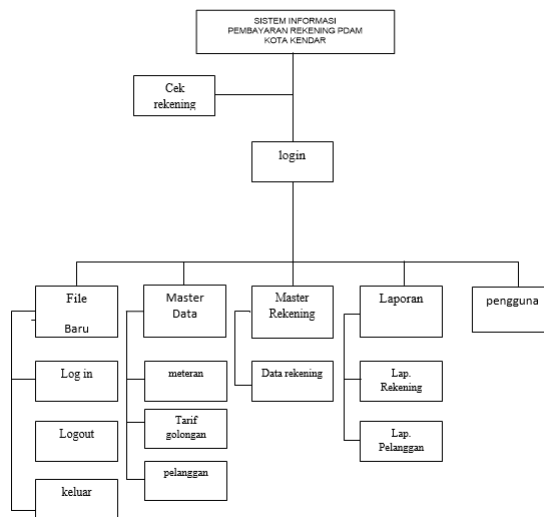 SISTEM INFORMASI
PEMBAYARAN REKENING PDAM
KOTA KENDAR
Cek
rekening
login
File
Baru
Master
Data
Master
Rekening
Laporan
pengguna
Log in
meteran
Data rekening
Lap.
Rekening
Logout
Tarif
golongan
Lap.
Pelanggan
keluar
pelanggan